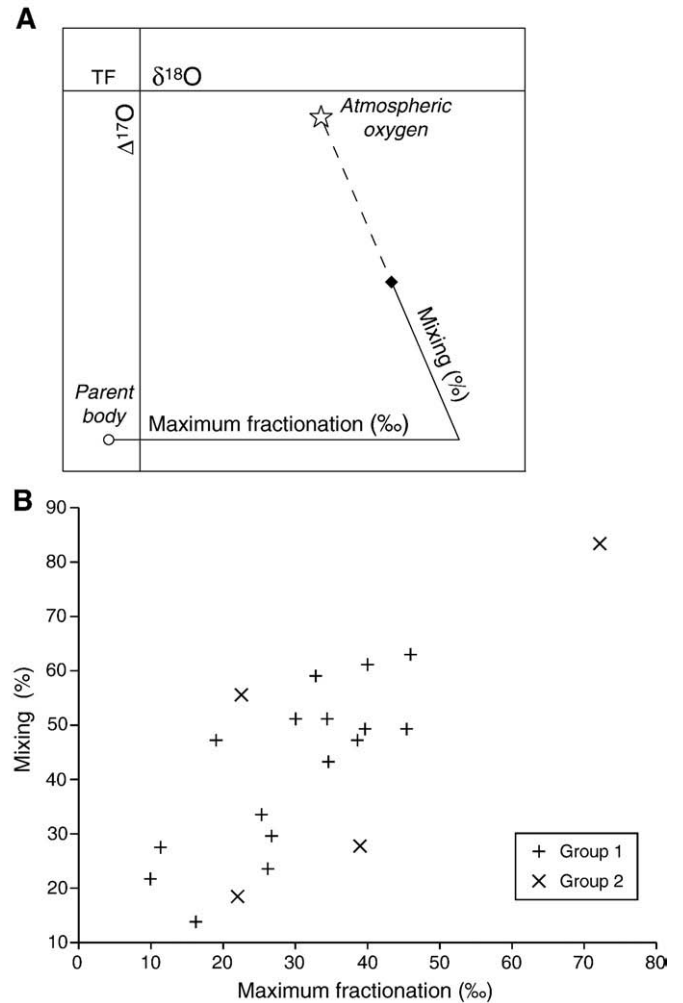 A
TF δ¹⁸O
Δ¹⁷O
Atmospheric
oxygen
Mixing (%)
Parent
body
Maximum fractionation (‰)
B
90
80
70
60
50
40
30
20
10
Mixing (%)
Group 1
Group 2
0 10 20 30 40 50 60 70 80
Maximum fractionation (‰)